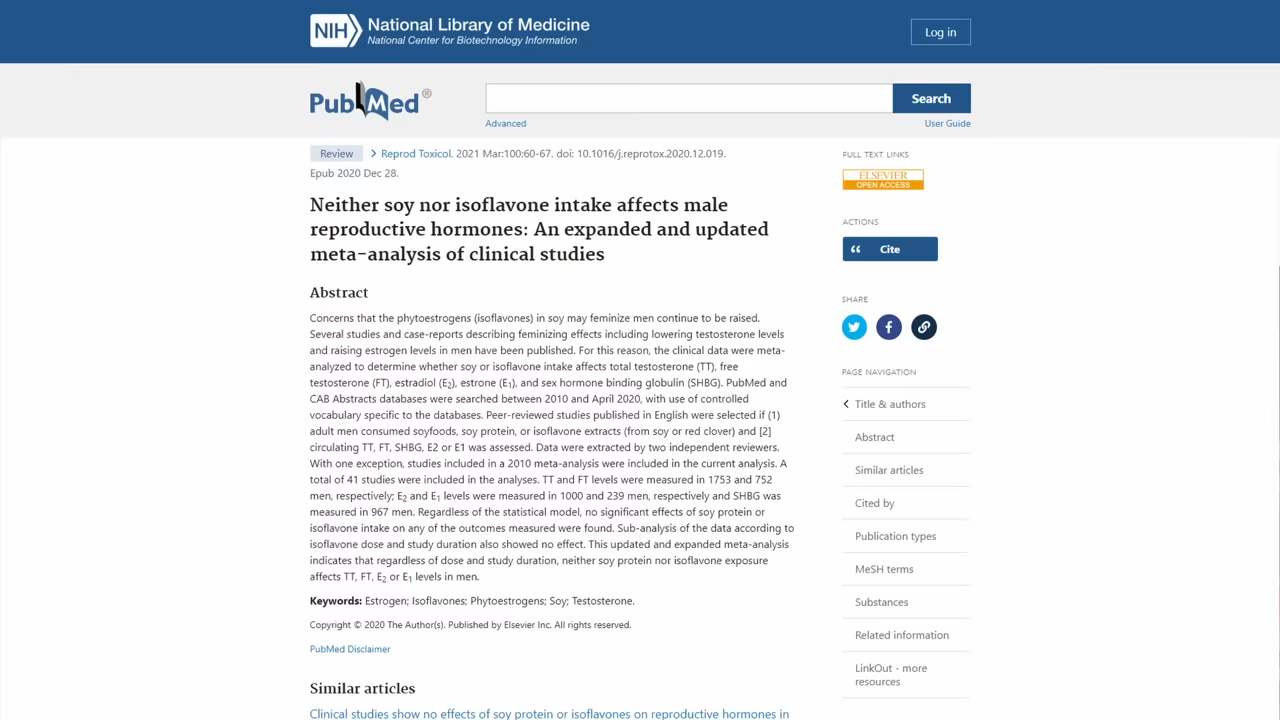 NIH
National Library of Medicine
National Center for Biotechnology Information
Log in
PubMed®
Search
Advanced
User Guide
Review
Reprod Toxicol. 2021 Mar:100:60-67. doi: 10.1016/j.reprotox.2020.12.019.
Epub 2020 Dec 28.
Neither soy nor isoflavone intake affects male
reproductive hormones: An expanded and updated
meta-analysis of clinical studies
Abstract
Concerns that the phytoestrogens (isoflavones) in soy may feminize men continue to be raised.
Several studies and case-reports describing feminizing effects including lowering testosterone levels
and raising estrogen levels in men have been published. For this reason, the clinical data were meta-
analyzed to determine whether soy or isoflavone intake affects total testosterone (TT), free
testosterone (FT), estradiol (E2), estrone (E1), and sex hormone binding globulin (SHBG). PubMed and
CAB Abstracts databases were searched between 2010 and April 2020, with use of controlled
vocabulary specific to the databases. Peer-reviewed studies published in English were selected if (1)
adult men consumed soyfoods, soy protein, or isoflavone extracts (from soy or red clover) and [2]
circulating TT, FT, SHBG, E2 or E1 was assessed. Data were extracted by two independent reviewers.
With one exception, studies included in a 2010 meta-analysis were included in the current analysis. A
total of 41 studies were included in the analyses. TT and FT levels were measured in 1753 and 752
men, respectively; E2 and E1 levels were measured in 1000 and 239 men, respectively and SHBG was
measured in 967 men. Regardless of the statistical model, no significant effects of soy protein or
isoflavone intake on any of the outcomes measured were found. Sub-analysis of the data according to
isoflavone dose and study duration also showed no effect. This updated and expanded meta-analysis
indicates that regardless of dose and study duration, neither soy protein nor isoflavone exposure
affects TT, FT, E2 or E1 levels in men.
Keywords: Estrogen; Isoflavones; Phytoestrogens; Soy; Testosterone.
Copyright © 2020 The Author(s). Published by Elsevier Inc. All rights reserved.
PubMed Disclaimer
Similar articles
Clinical studies show no effects of soy protein or isoflavones on reproductive hormones in
FULL TEXT LINKS
ELSEVIER
OPEN ACCESS
ACTIONS
Cite
SHARE
PAGE NAVIGATION
Title & authors
Abstract
Similar articles
Cited by
Publication types
MeSH terms
Substances
Related information
LinkOut - more
resources